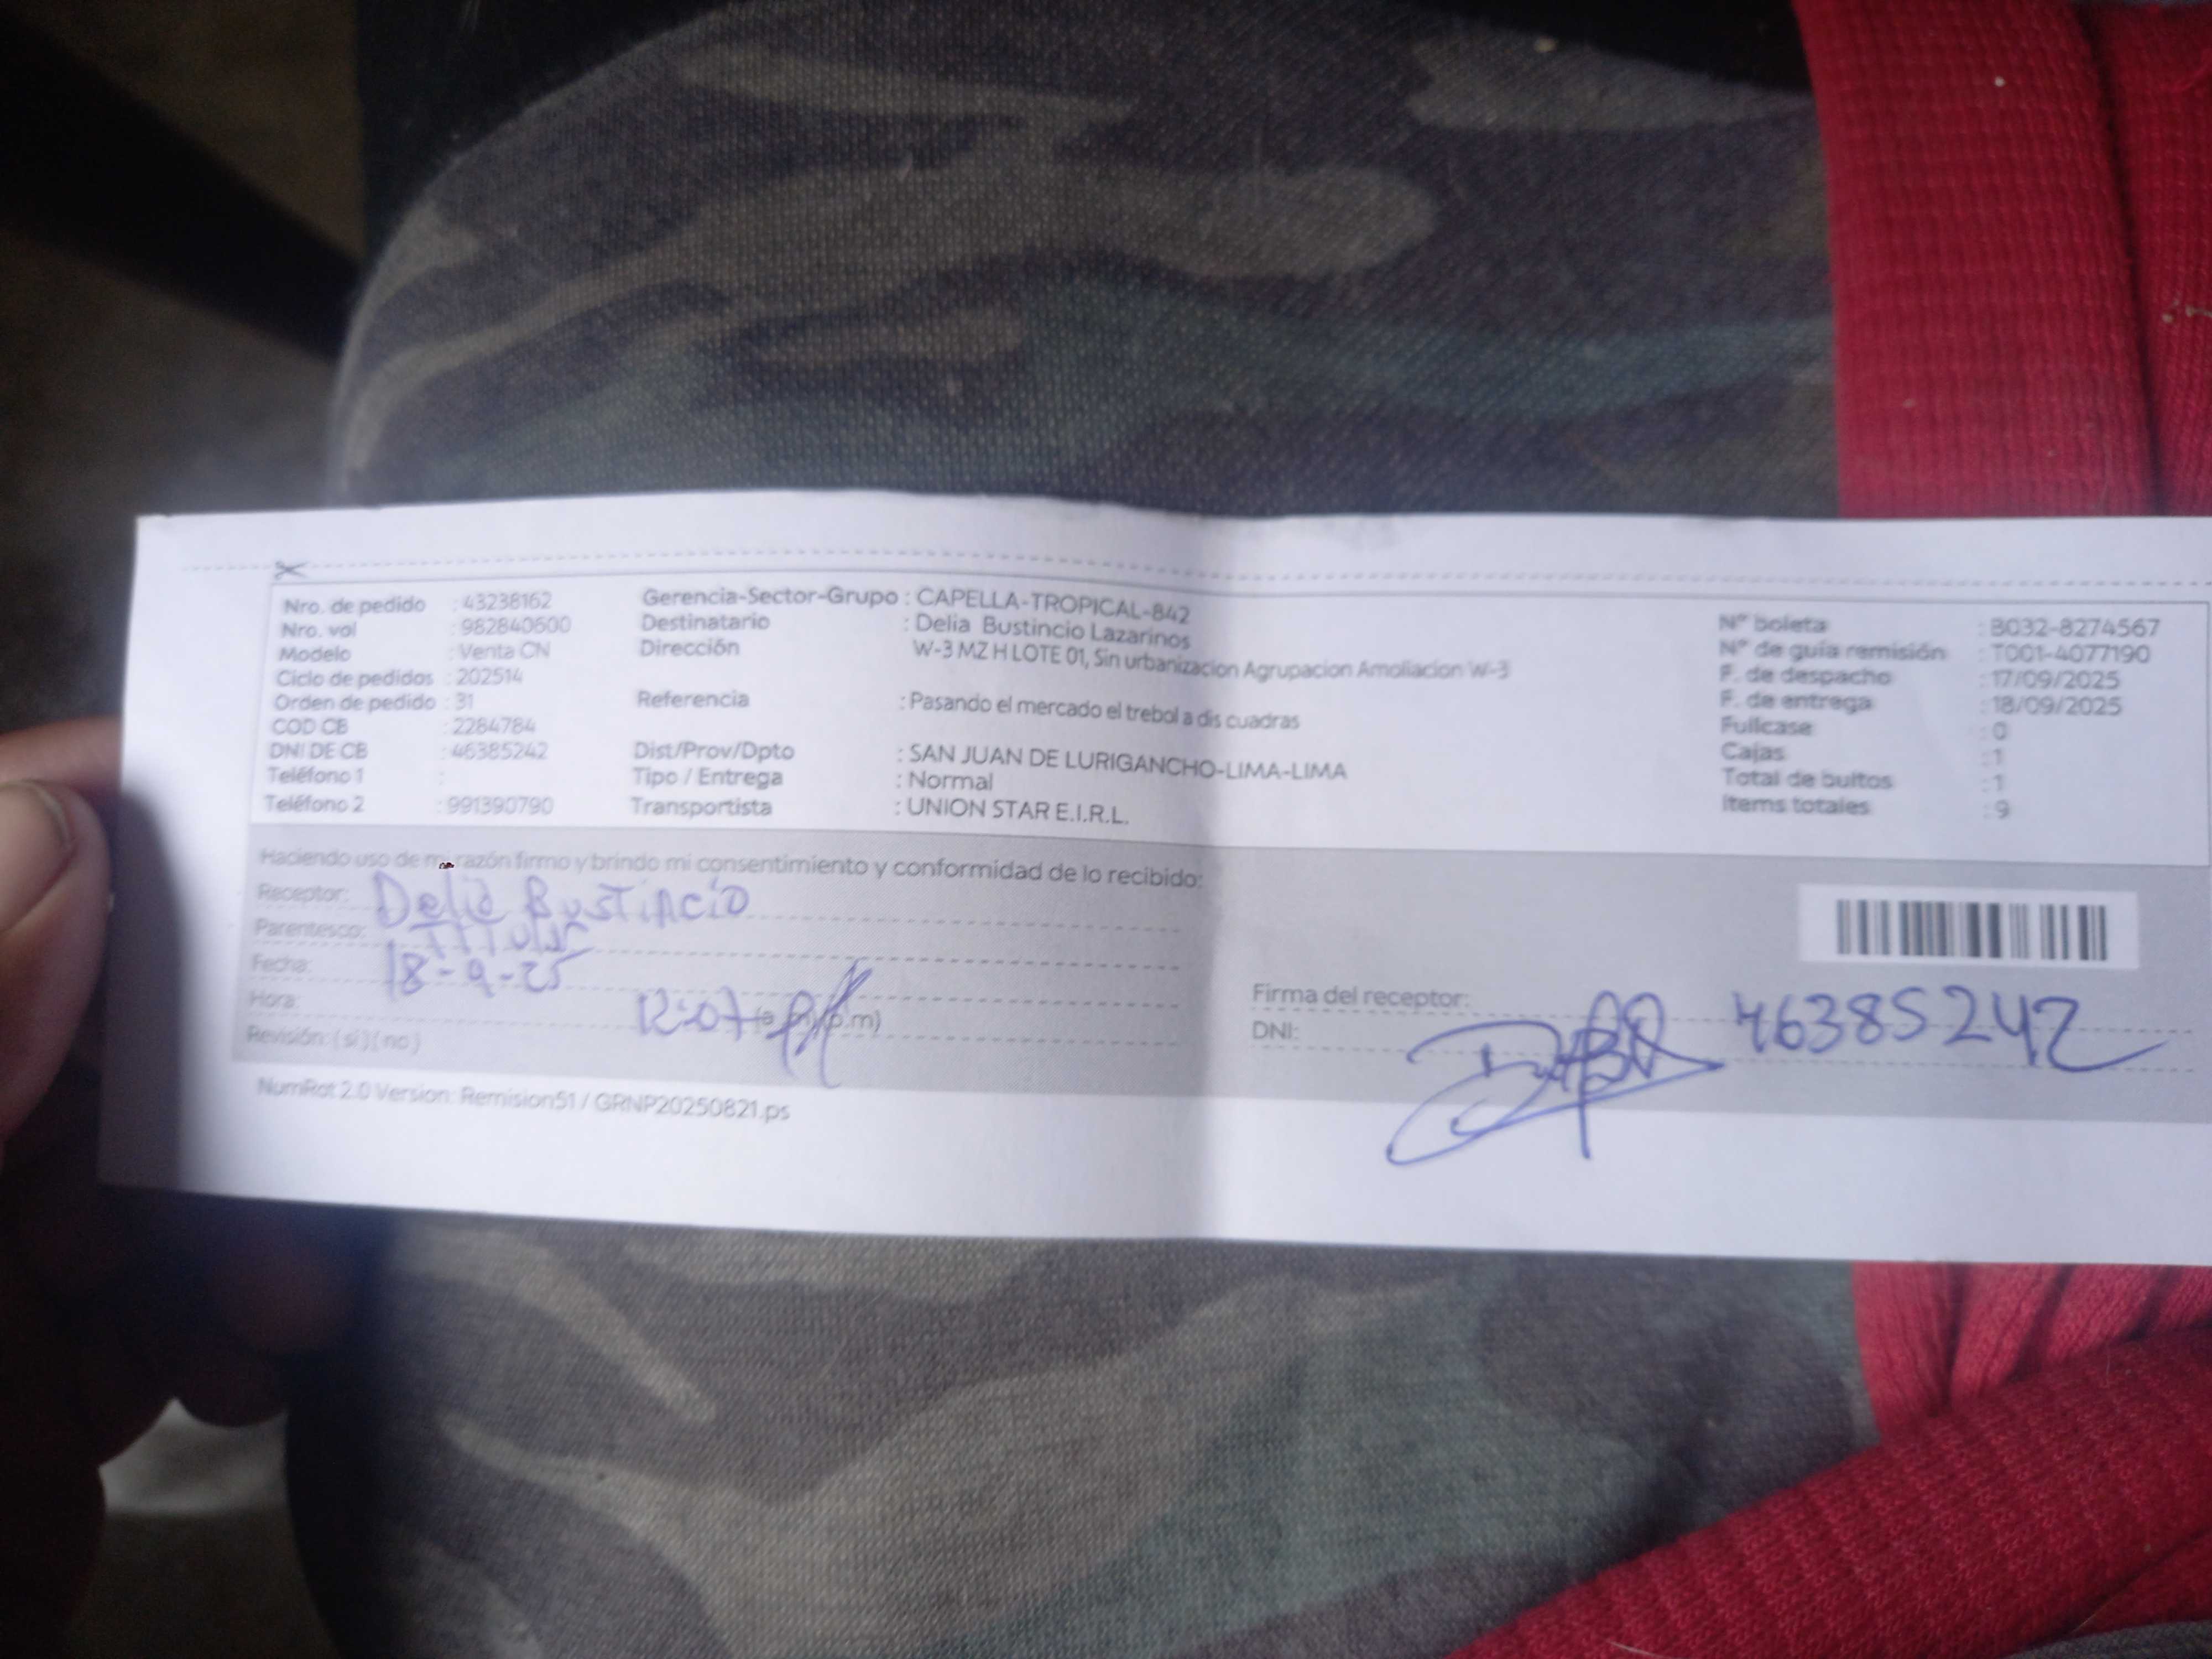 Nro. de pedido : 43238162
Nro. val : 982840600
Modelo : Venta CN
Ciclo de pedidos : 202514
Orden de pedido : 31
COD CB : 2284784
DNI DE CB : 46385242
Teléfono 1 :
Teléfono 2 : 991390790
Gerencia-Sector-Grupo : CAPELLA-TROPICAL-842
Destinatario : Delia Bustincio Lazarinos
Dirección W-3 MZ H LOTE 01, Sin urbanizacion Agrupacion Amoliacion W-3
Referencia : Pasando el mercado el trebol a dis cuadras
Dist/Prov/Dpto : SAN JUAN DE LURIGANCHO-LIMA-LIMA
Tipo / Entrega : Normal
Transportista : UNION STAR E.I.R.L.
N° boleta : B032-8274567
N° de guía remisión : T001-4077190
F. de despacho : 17/09/2025
F. de entrega : 18/09/2025
Fullcase : 0
Cajas : 1
Total de bultos : 1
Items totales : 9
Haciendo uso de mi razón firmo y brindo mi consentimiento y conformidad de lo recibido:
Receptor: Delia Bustincio
Parentesco: Titular
Fecha: 18-9-25
Hora: 12:07 (a.m) (p.m)
Revisión: ( si ) ( no )
Firma del receptor:
DNI: 46385242
NumRot 2.0 Version: Remision51 / GRNP20250821.ps